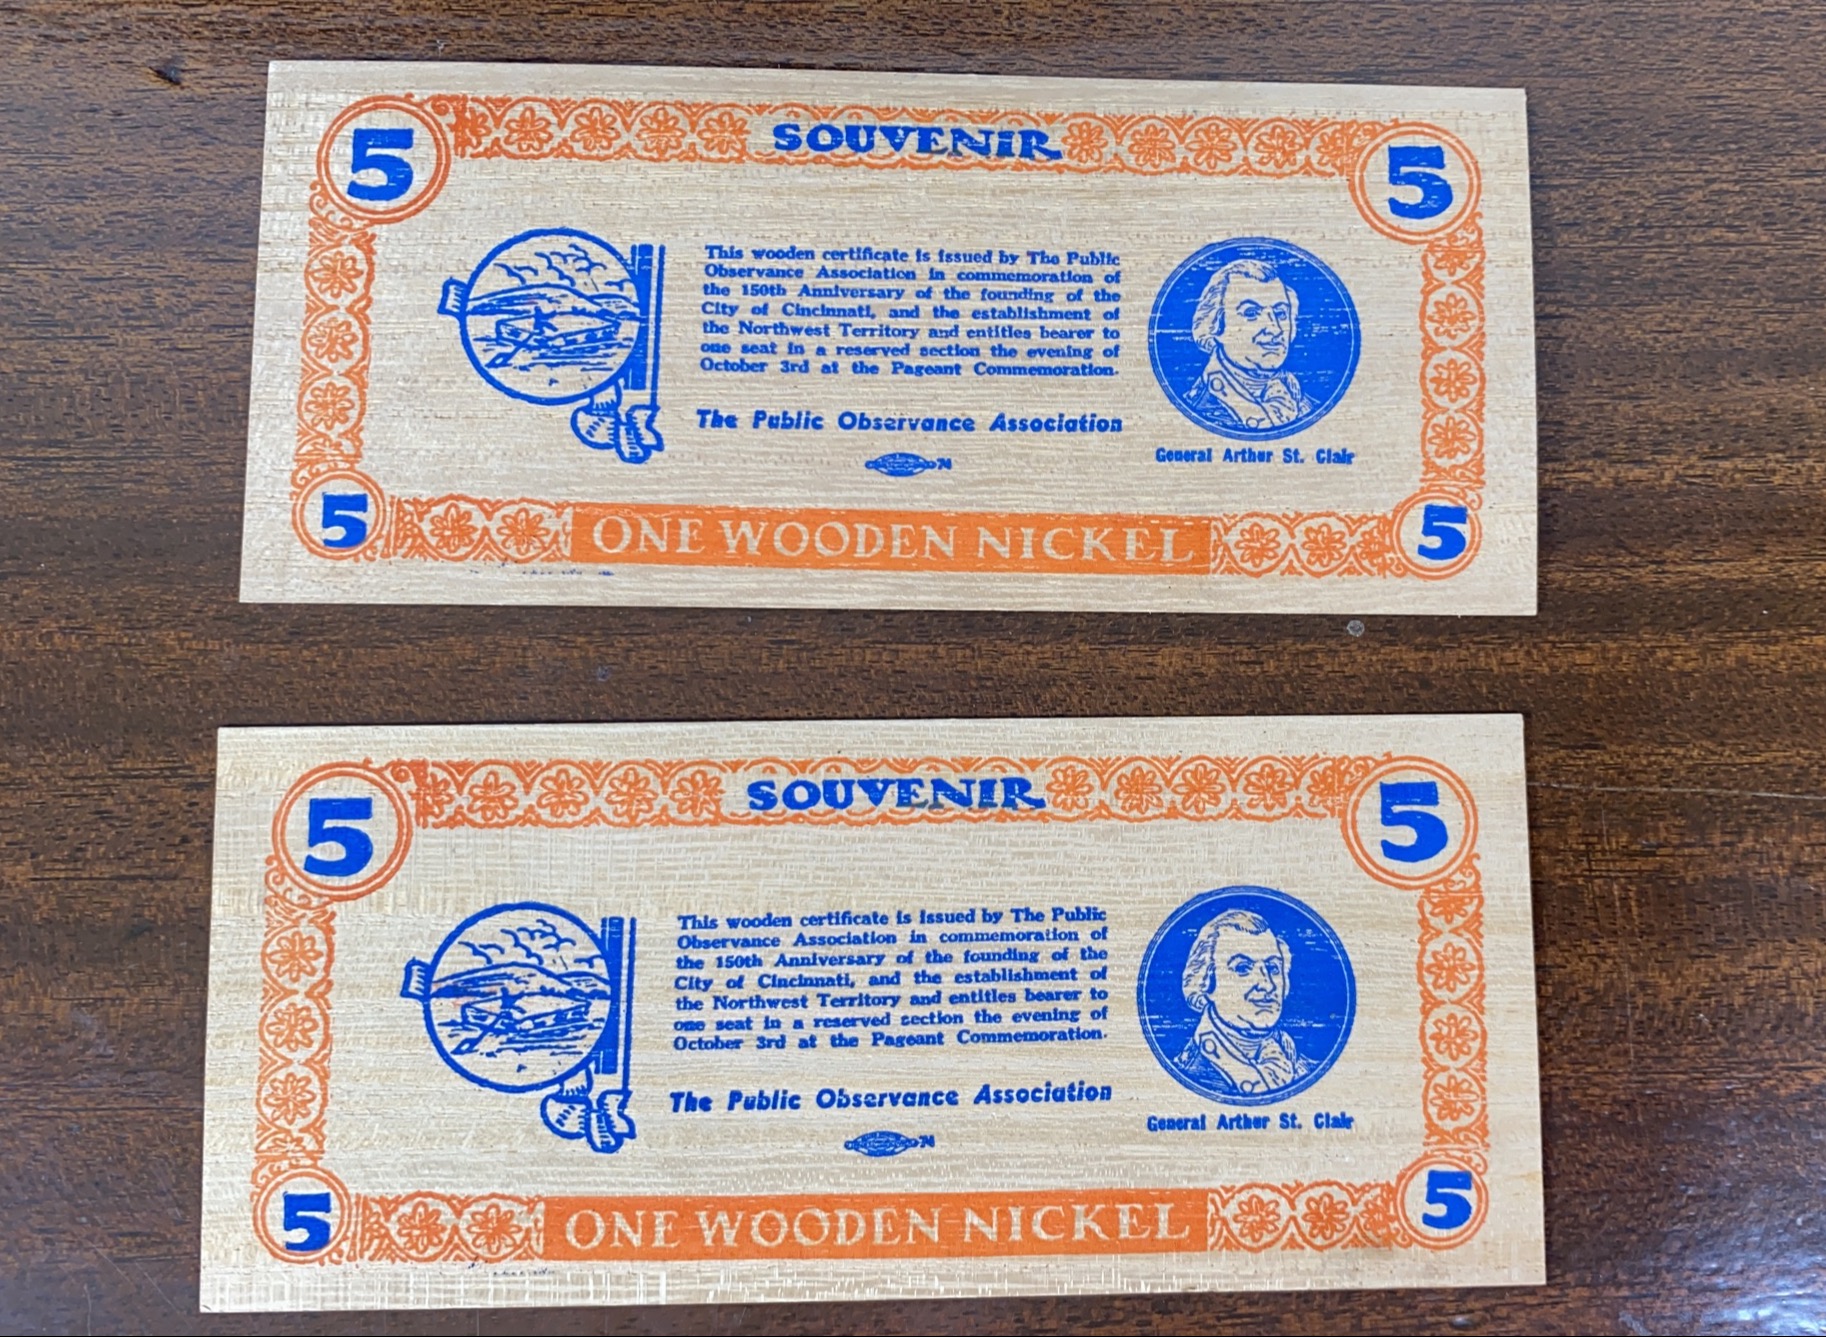 5 SOUVENIR 5
This wooden certificate is issued by The Public
Observance Association in commemoration of
the 150th Anniversary of the founding of the
City of Cincinnati, and the establishment of
the Northwest Territory and entitles bearer to
one seat in a reserved section the evening of
October 3rd at the Pageant Commemoration.
The Public Observance Association
74
General Arthur St. Clair
5 ONE WOODEN NICKEL 5
5 SOUVENIR 5
This wooden certificate is issued by The Public
Observance Association in commemoration of
the 150th Anniversary of the founding of the
City of Cincinnati, and the establishment of
the Northwest Territory and entitles bearer to
one seat in a reserved section the evening of
October 3rd at the Pageant Commemoration.
The Public Observance Association
74
General Arthur St. Clair
5 ONE WOODEN NICKEL 5